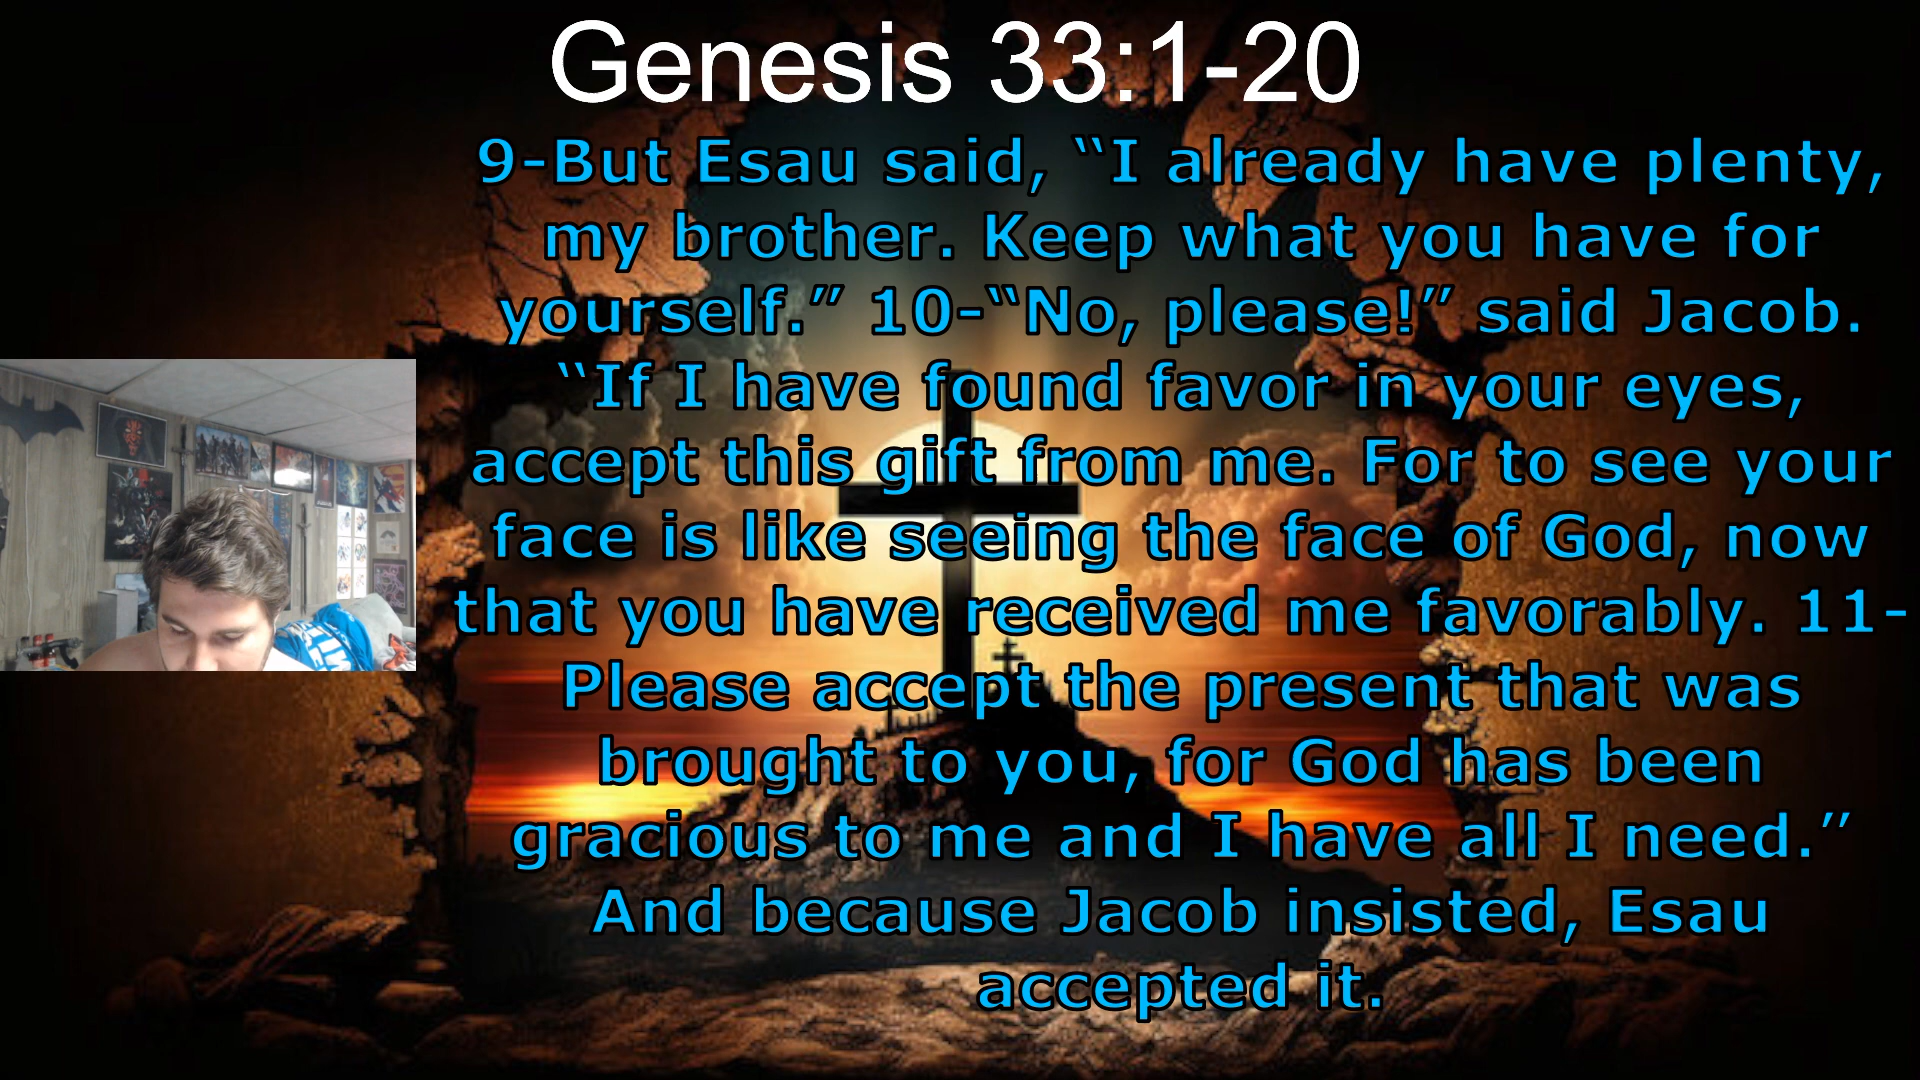 Genesis 33:1-20
9-But Esau said, “I already have plenty,
my brother. Keep what you have for
yourself.” 10-“No, please!” said Jacob.
“If I have found favor in your eyes,
accept this gift from me. For to see your
face is like seeing the face of God, now
that you have received me favorably. 11-
Please accept the present that was
brought to you, for God has been
gracious to me and I have all I need.”
And because Jacob insisted, Esau
accepted it.